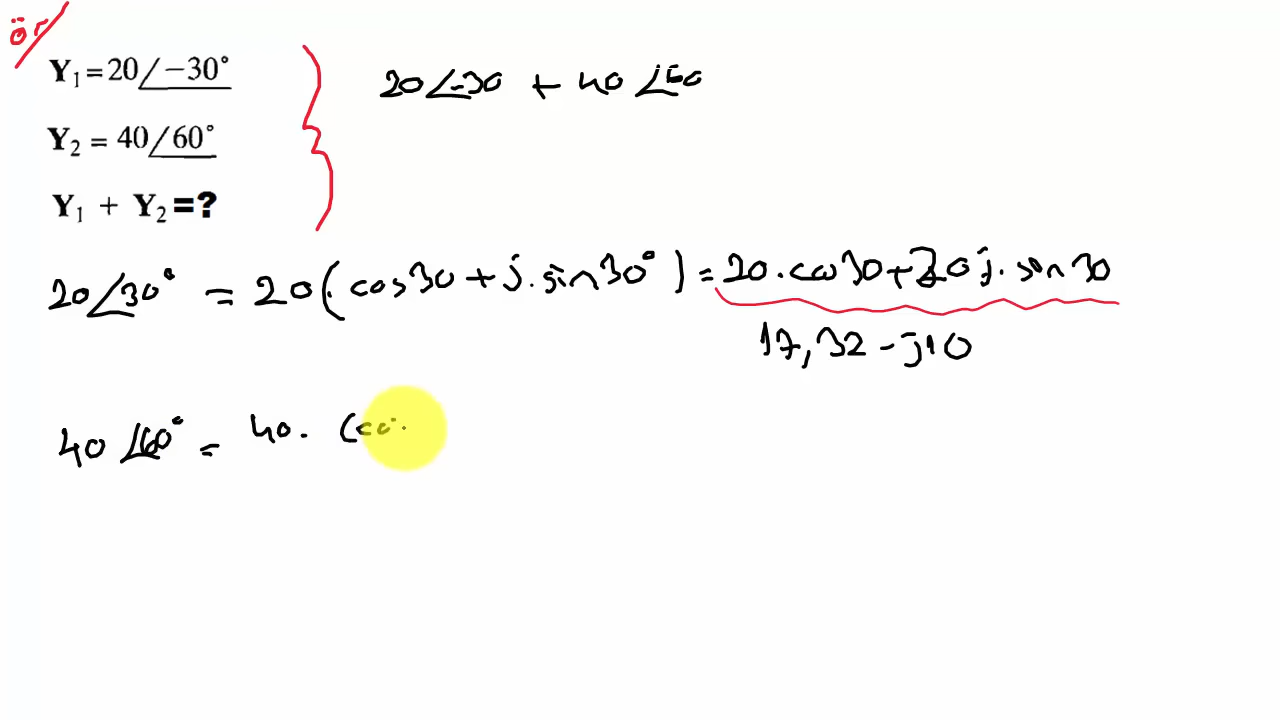 ör
Y₁=20∠−30°
20∠-30 + 40∠60
Y₂ = 40∠60°
Y₁ + Y₂=?
20∠30° = 20(cos30+j.sin30°)=20.cos30+20j.sin30
17,32-j10
40∠60° = 40. (co